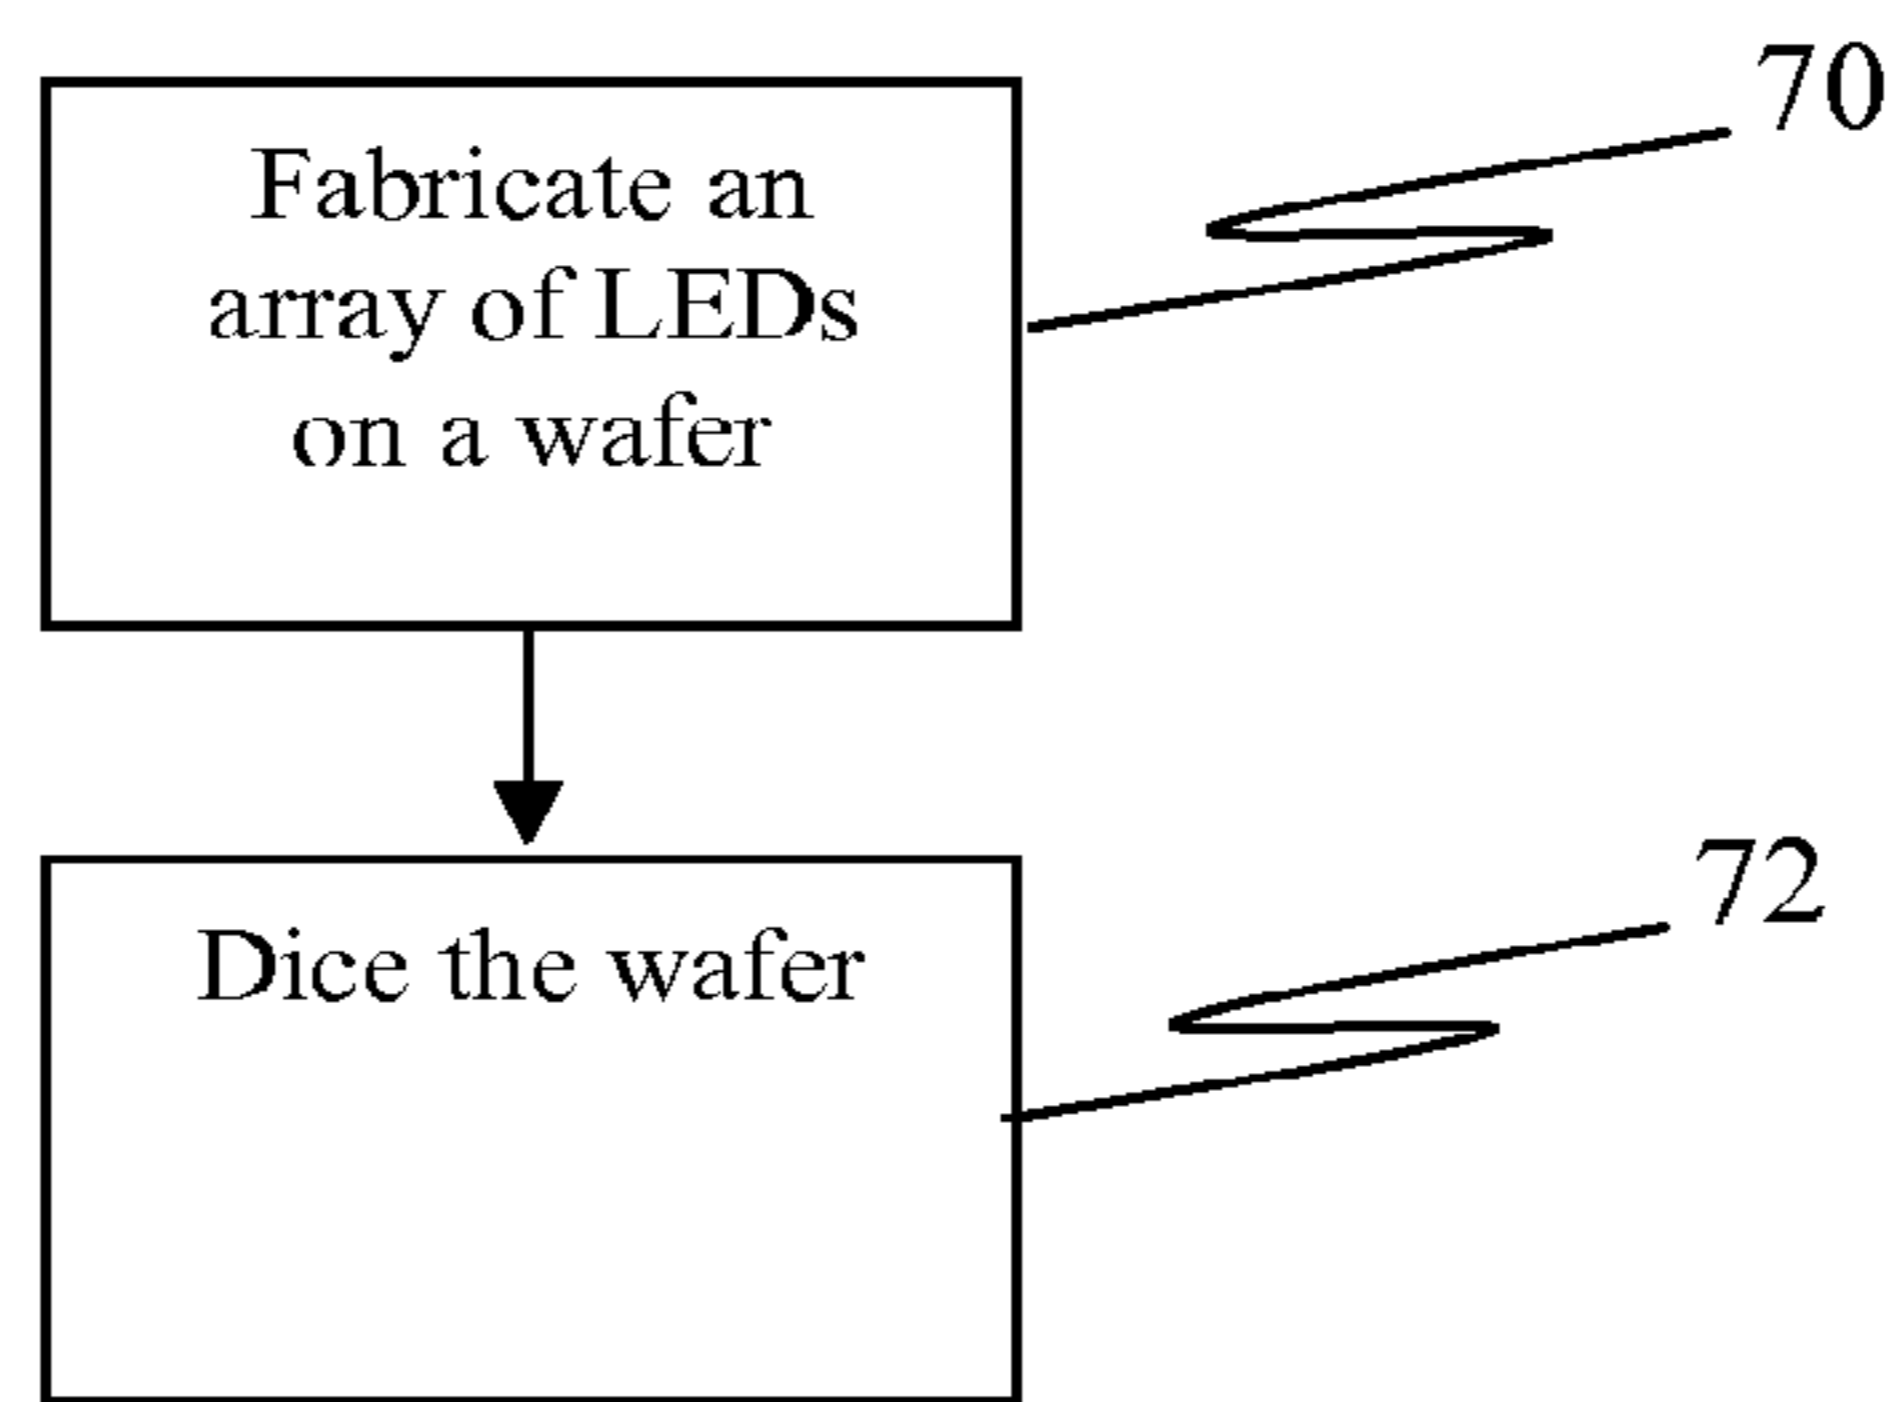 70
Fabricate an
array of LEDs
on a wafer
72
Dice the wafer